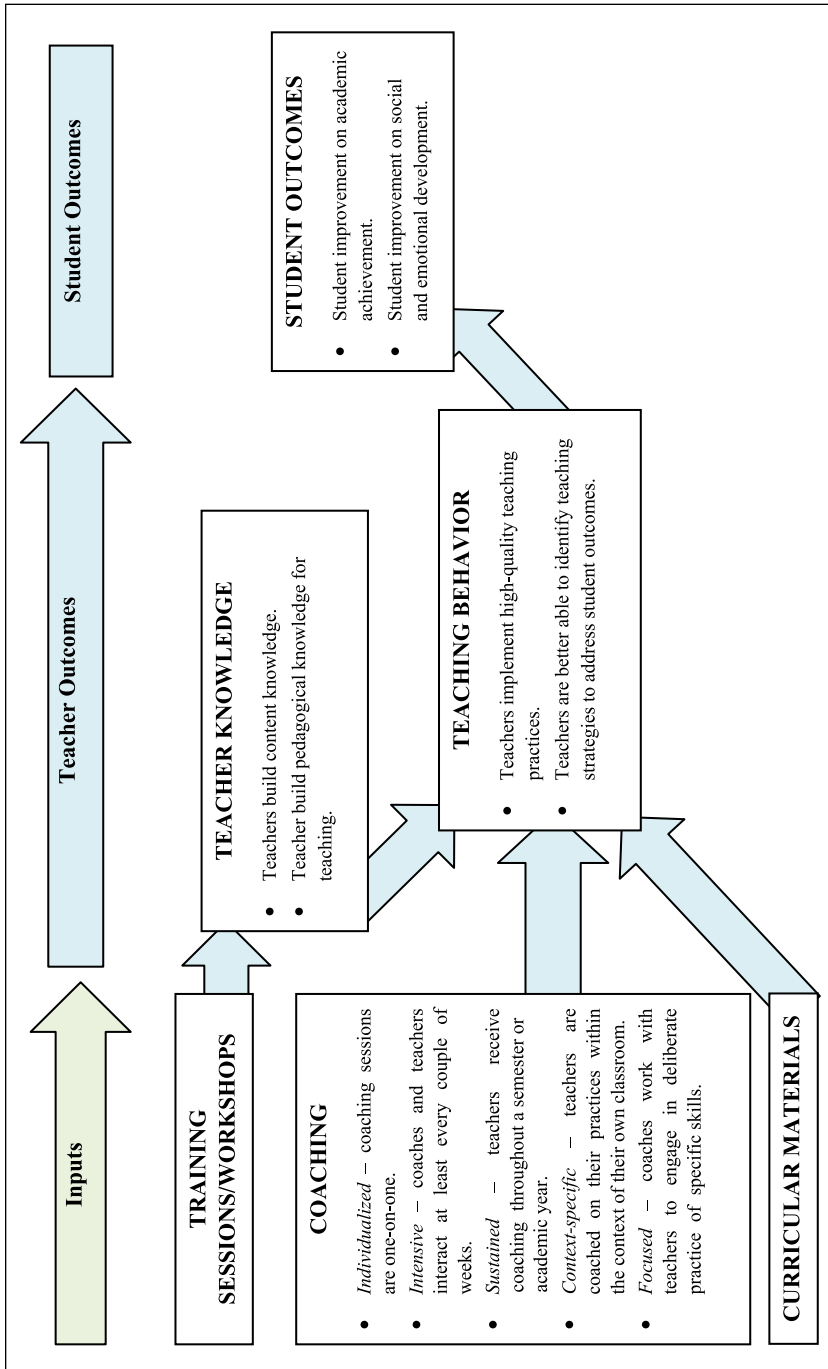 Inputs
Teacher Outcomes
Student Outcomes
TRAINING
SESSIONS/WORKSHOPS
COACHING
• Individualized – coaching sessions
are one-on-one.
• Intensive – coaches and teachers
interact at least every couple of
weeks.
• Sustained – teachers receive
coaching throughout a semester or
academic year.
• Context-specific – teachers are
coached on their practices within
the context of their own classroom.
• Focused – coaches work with
teachers to engage in deliberate
practice of specific skills.
CURRICULAR MATERIALS
TEACHER KNOWLEDGE
• Teachers build content knowledge.
• Teacher build pedagogical knowledge for
teaching.
TEACHING BEHAVIOR
• Teachers implement high-quality teaching
practices.
• Teachers are better able to identify teaching
strategies to address student outcomes.
STUDENT OUTCOMES
• Student improvement on academic
achievement.
• Student improvement on social
and emotional development.